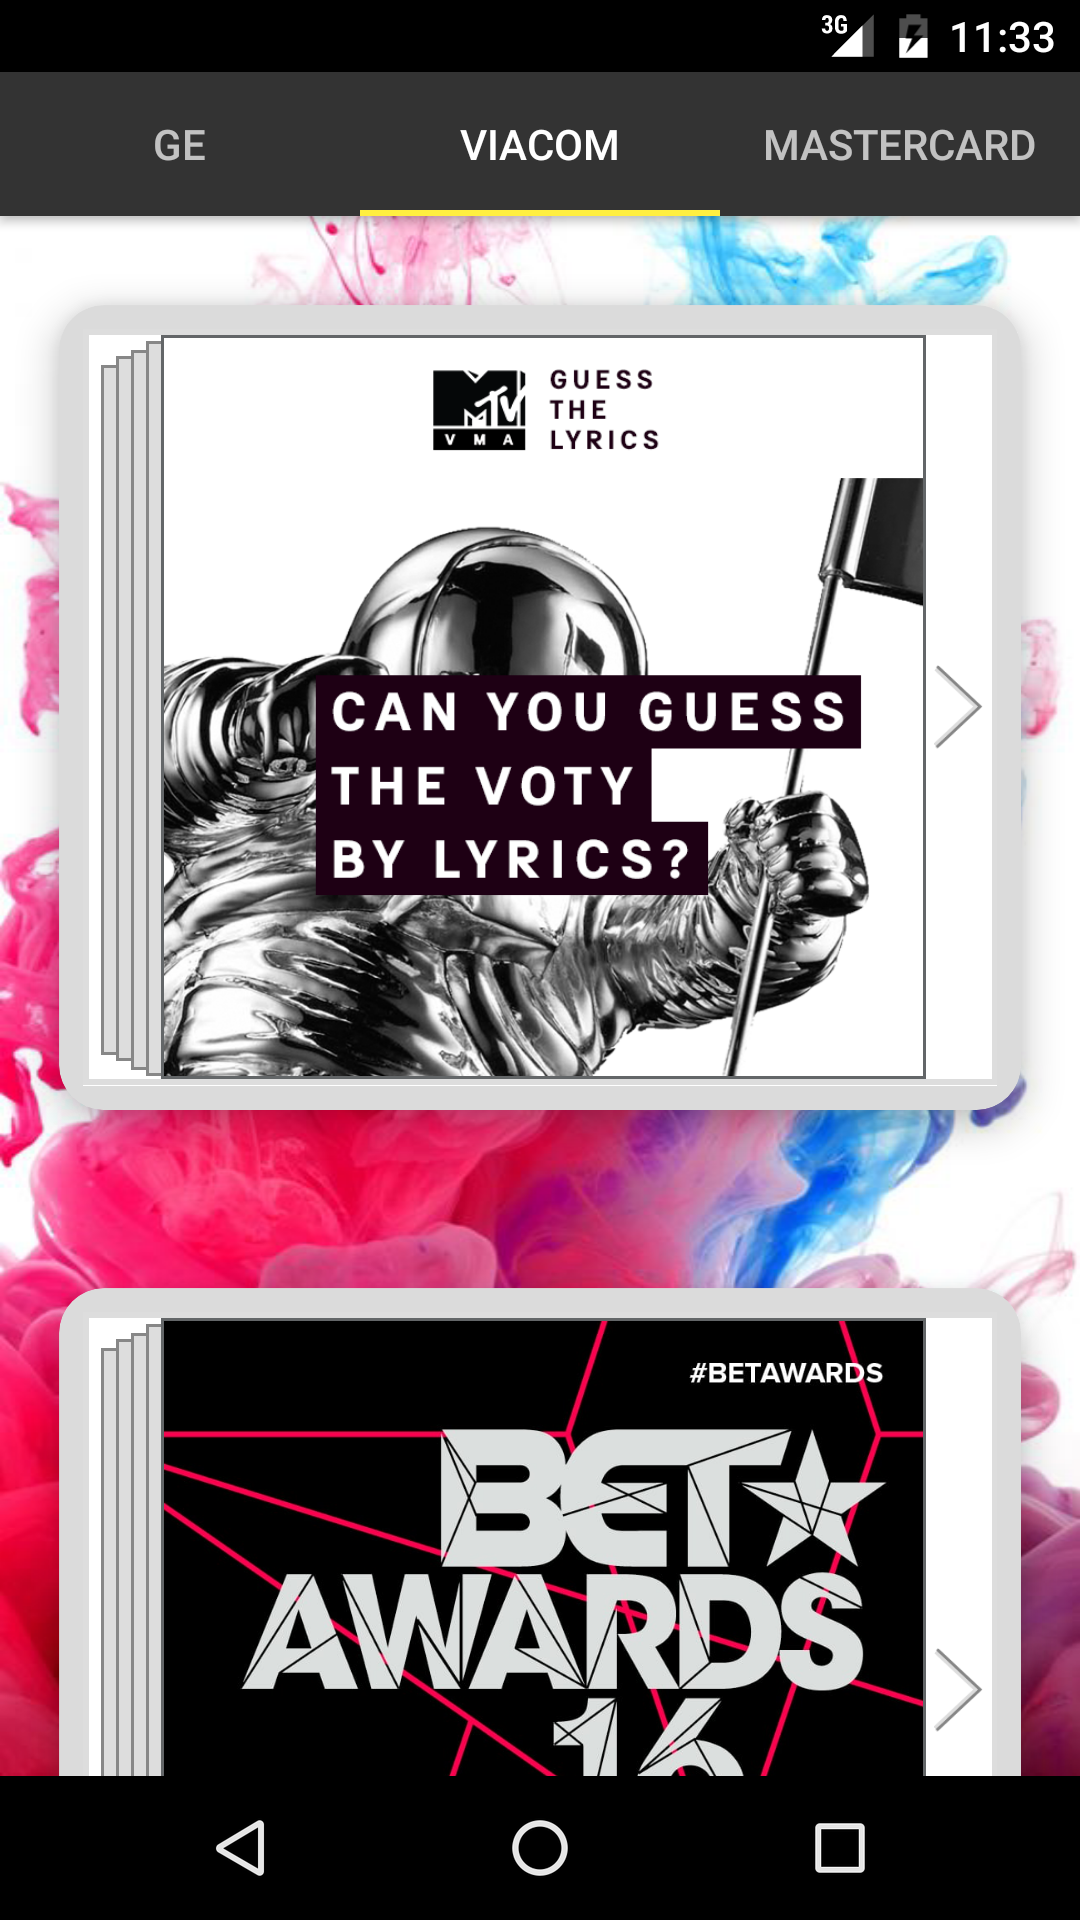 3G 11:33
GE VIACOM MASTERCARD
MTV
VMA
GUESS
THE
LYRICS
CAN YOU GUESS
THE VOTY
BY LYRICS?
#BETAWARDS
BET
AWARDS
16